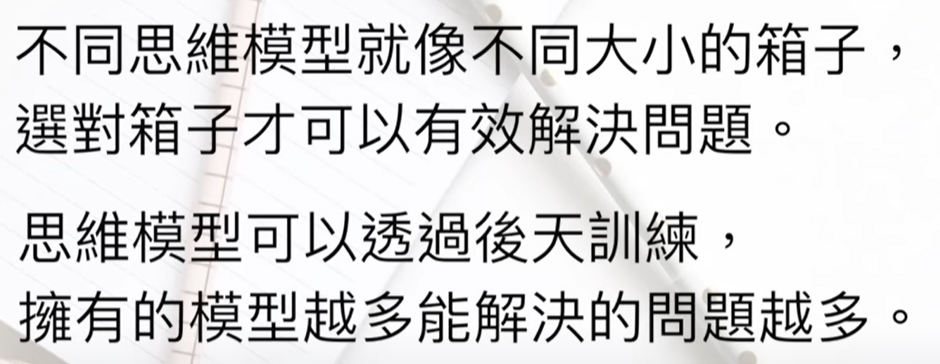 不同思維模型就像不同大小的箱子，
選對箱子才可以有效解決問題。
思維模型可以透過後天訓練，
擁有的模型越多能解決的問題越多。